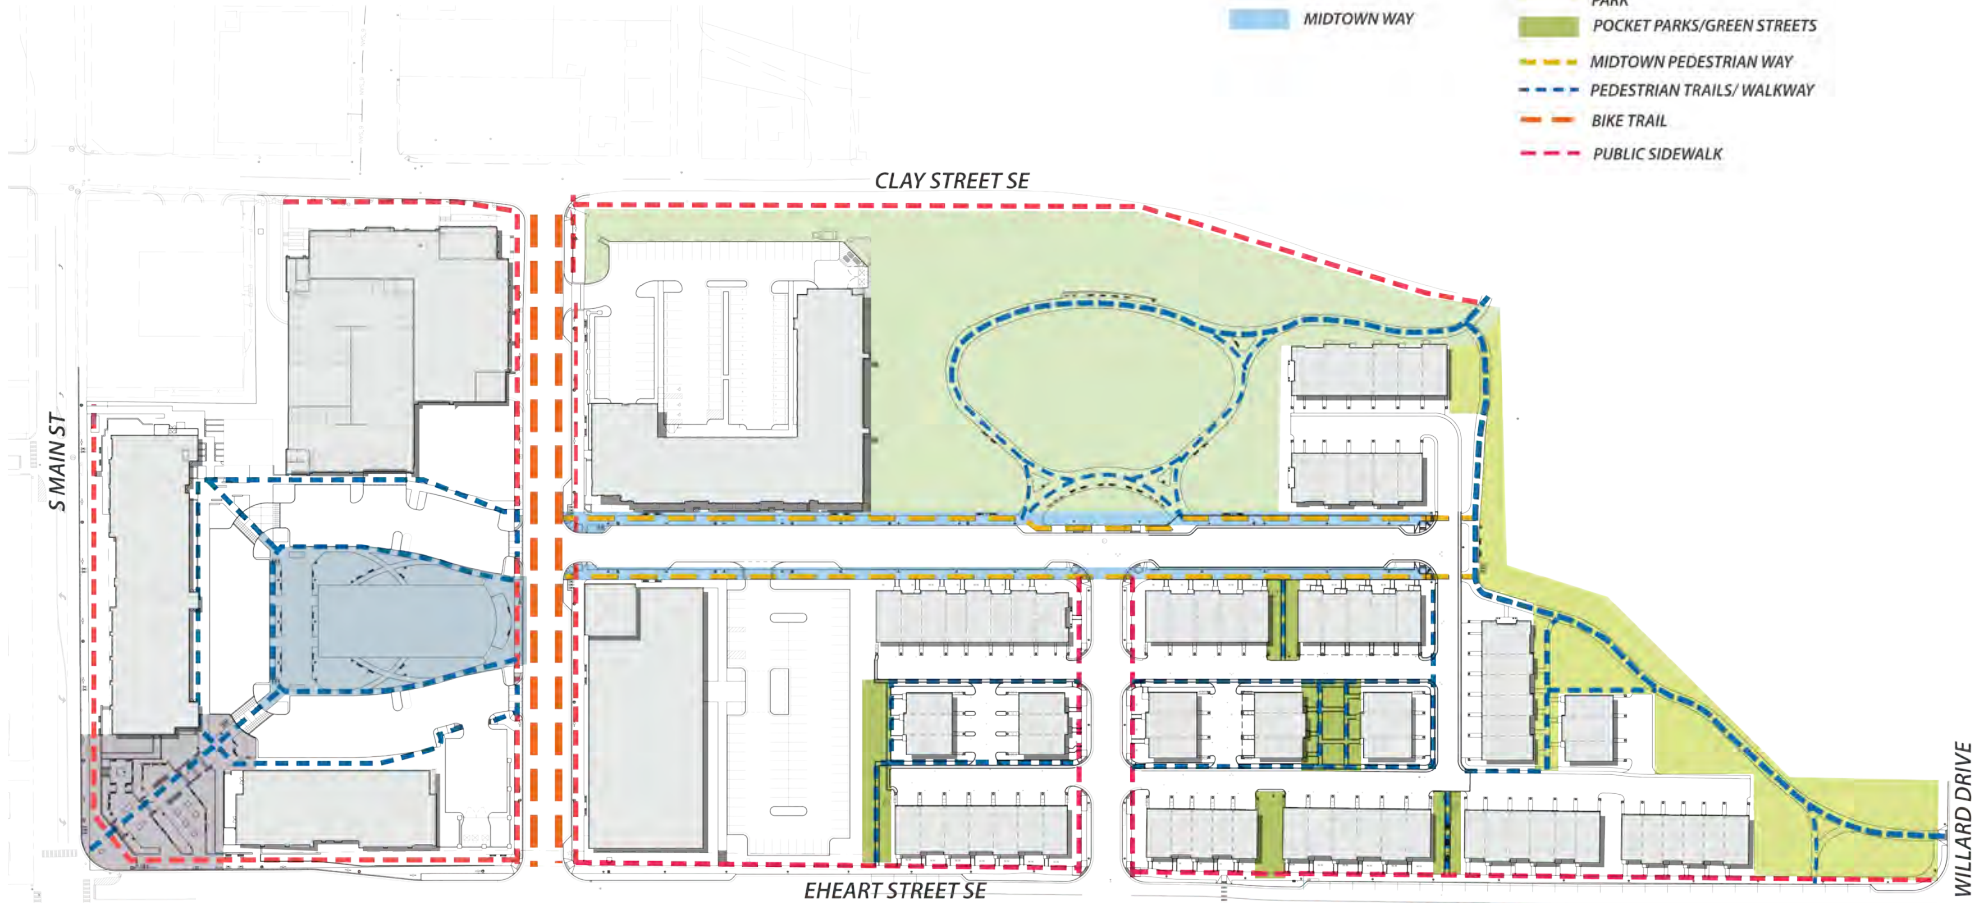 PARK
MIDTOWN WAY
POCKET PARKS/GREEN STREETS
MIDTOWN PEDESTRIAN WAY
PEDESTRIAN TRAILS/ WALKWAY
BIKE TRAIL
PUBLIC SIDEWALK
CLAY STREET SE
S MAIN ST
EHEART STREET SE
WILLARD DRIVE